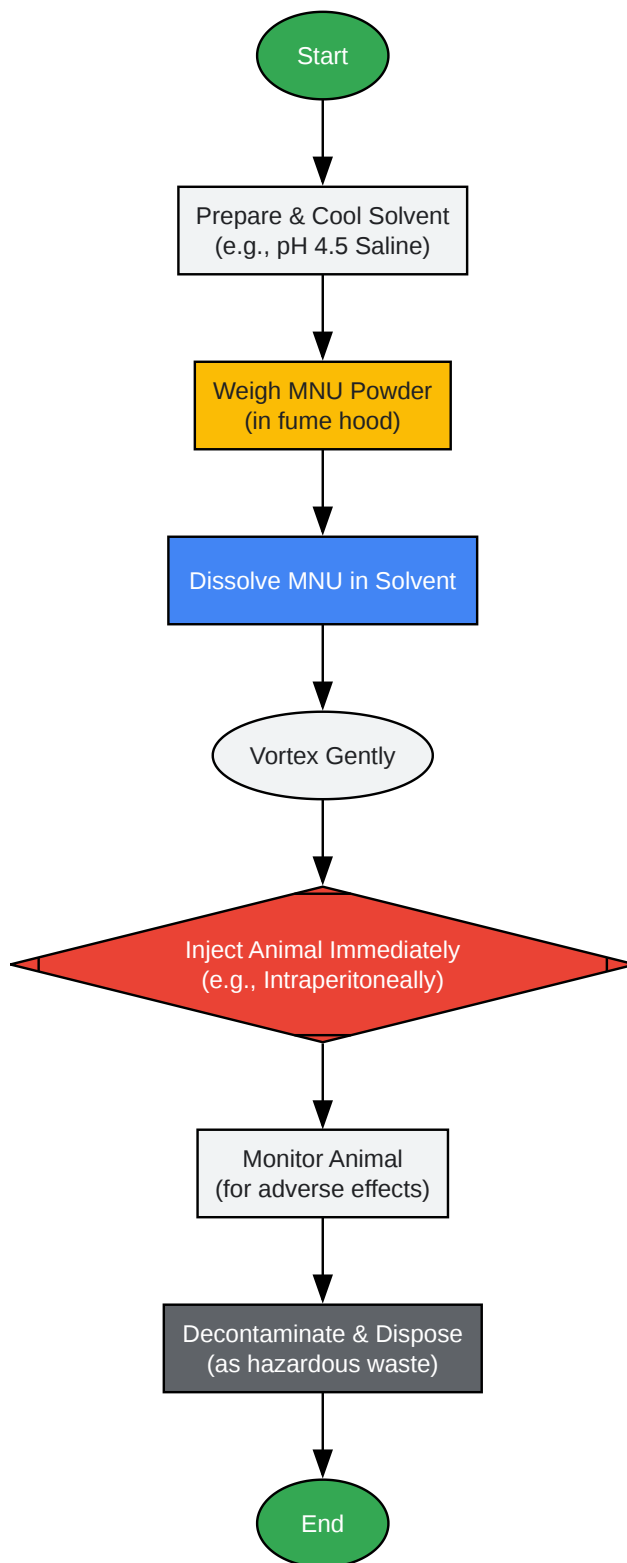 Start
Prepare & Cool Solvent
(e.g., pH 4.5 Saline)
Weigh MNU Powder
(in fume hood)
Dissolve MNU in Solvent
Vortex Gently
Inject Animal Immediately
(e.g., Intraperitoneally)
Monitor Animal
(for adverse effects)
Decontaminate & Dispose
(as hazardous waste)
End